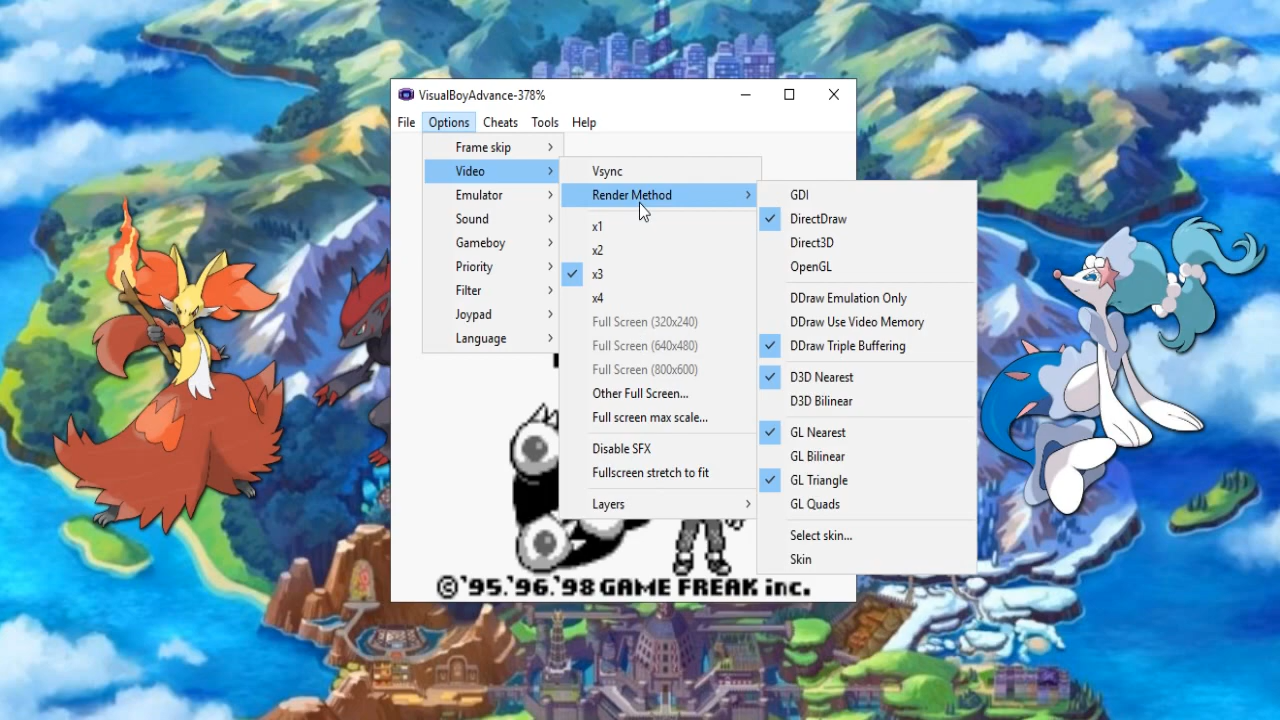 VisualBoyAdvance-378%
File Options Cheats Tools Help
Frame skip
Video
Emulator
Sound
Gameboy
Priority
Filter
Joypad
Language
Vsync
Render Method
x1
x2
x3
x4
Full Screen (320x240)
Full Screen (640x480)
Full Screen (800x600)
Other Full Screen...
Full screen max scale...
Disable SFX
Fullscreen stretch to fit
Layers
GDI
DirectDraw
Direct3D
OpenGL
DDraw Emulation Only
DDraw Use Video Memory
DDraw Triple Buffering
D3D Nearest
D3D Bilinear
GL Nearest
GL Bilinear
GL Triangle
GL Quads
Select skin...
Skin
©'95.'96.'98 GAME FREAK inc.